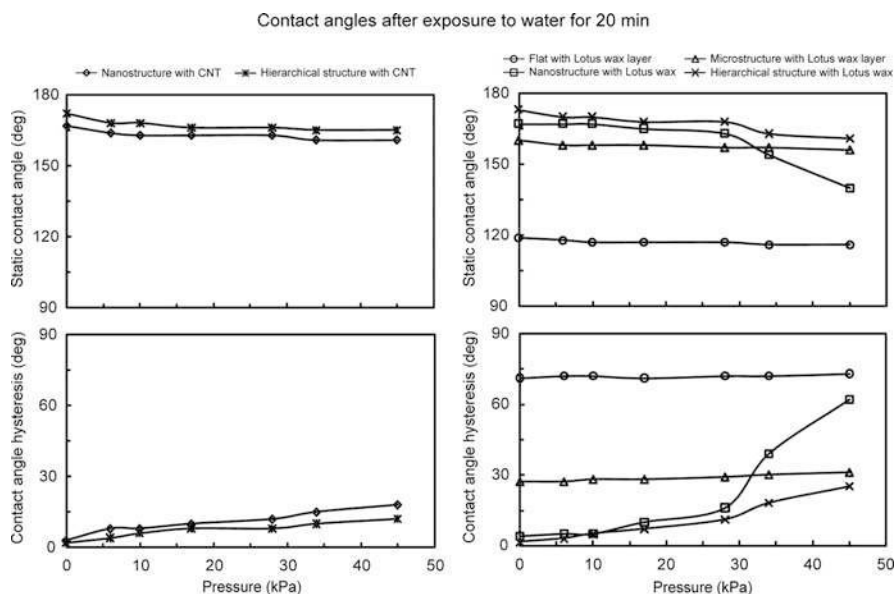 Contact angles after exposure to water for 20 min
Nanostructure with CNT
Hierarchical structure with CNT
Static contact angle (deg)
180
150
120
90
Contact angle hysteresis (deg)
90
60
30
0
0 10 20 30 40 50
Pressure (kPa)
Flat with Lotus wax layer
Microstructure with Lotus wax layer
Nanostructure with Lotus wax
Hierarchical structure with Lotus wax
Static contact angle (deg)
180
150
120
90
Contact angle hysteresis (deg)
90
60
30
0
0 10 20 30 40 50
Pressure (kPa)